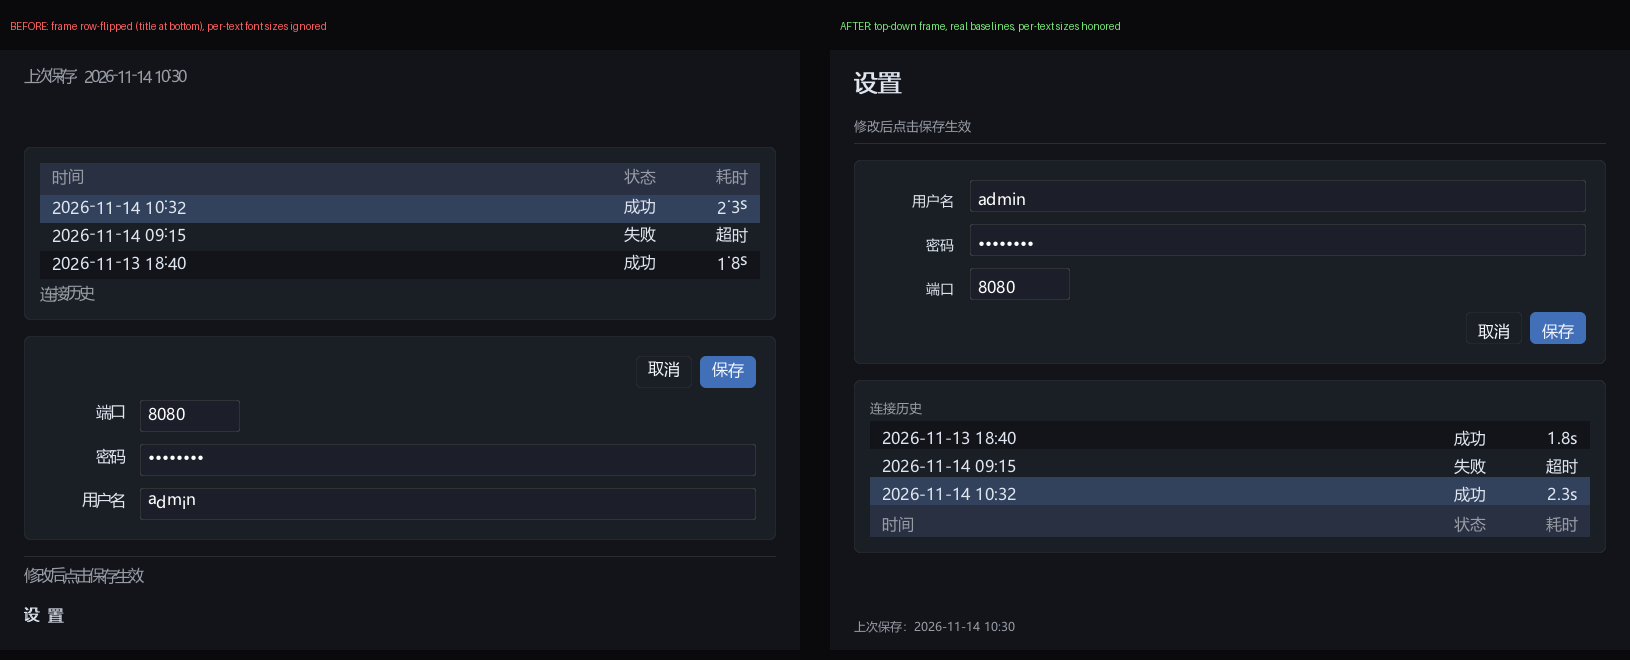 BEFORE: frame row-flipped (title at bottom), per-text font sizes ignored
上次保存: 2026-11-14 10:30
时间 状态 耗时
2026-11-14 10:32 成功 2.3s
2026-11-14 09:15 失败 超时
2026-11-13 18:40 成功 1.8s
连接历史
取消 保存
端口 8080
密码 ••••••••
用户名 admin
修改后点击保存生效
设置
AFTER: top-down frame, real baselines, per-text sizes honored
设置
修改后点击保存生效
用户名 admin
密码 ••••••••
端口 8080
取消 保存
连接历史
2026-11-13 18:40 成功 1.8s
2026-11-14 09:15 失败 超时
2026-11-14 10:32 成功 2.3s
时间 状态 耗时
上次保存: 2026-11-14 10:30